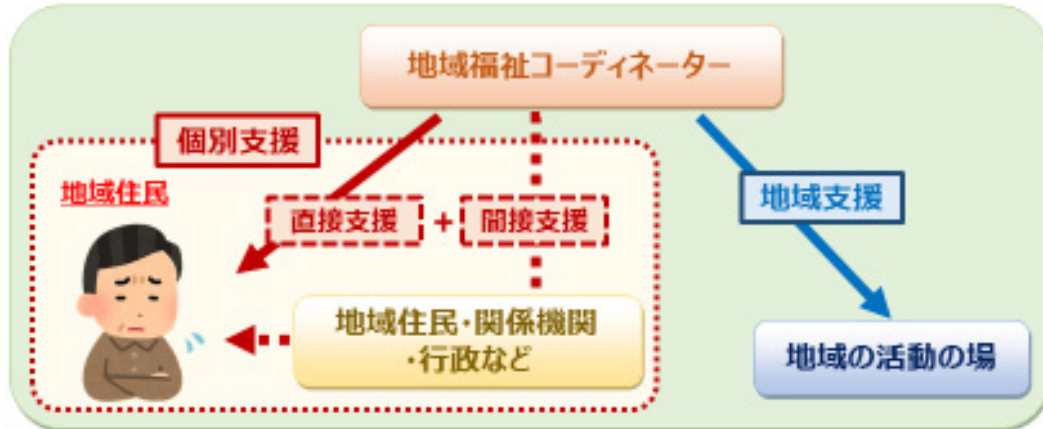 地域福祉コーディネーター
個別支援
地域住民
直接支援 + 間接支援
地域支援
地域住民・関係機関
・行政など
地域の活動の場